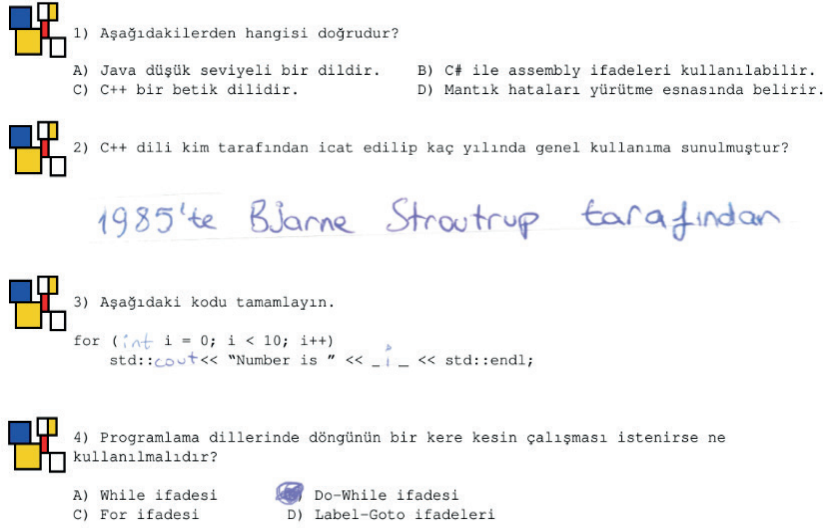 1) Aşağıdakilerden hangisi doğrudur?
A) Java düşük seviyeli bir dildir. B) C# ile assembly ifadeleri kullanılabilir.
C) C++ bir betik dilidir. D) Mantık hataları yürütme esnasında belirir.
2) C++ dili kim tarafından icat edilip kaç yılında genel kullanıma sunulmuştur?
1985'te Bjarne Stroutrup tarafından
3) Aşağıdaki kodu tamamlayın.
for (int i = 0; i < 10; i++)
std::cout<< “Number is ” << _i_ << std::endl;
4) Programlama dillerinde döngünün bir kere kesin çalışması istenirse ne
kullanılmalıdır?
A) While ifadesi Do-While ifadesi
C) For ifadesi D) Label-Goto ifadeleri